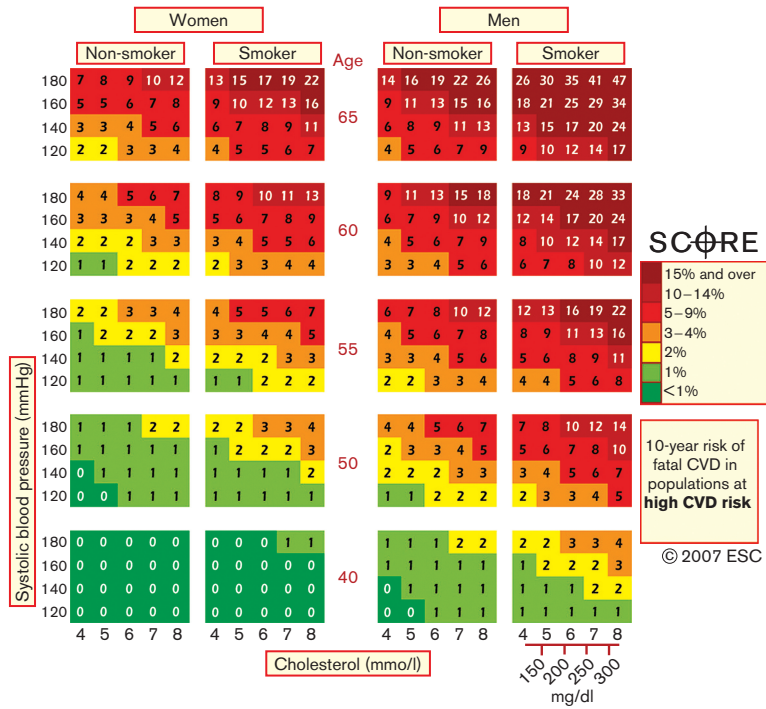 Women Men
Non-smoker Smoker Age Non-smoker Smoker
180 7 8 9 10 12 13 15 17 19 22 14 16 19 22 26 26 30 35 41 47
160 5 5 6 7 8 9 10 12 13 16 9 11 13 15 16 18 21 25 29 34
65
140 3 3 4 5 6 6 7 8 9 11 6 8 9 11 13 13 15 17 20 24
120 2 2 3 3 4 4 5 5 6 7 4 5 6 7 9 9 10 12 14 17
180 4 4 5 6 7 8 9 10 11 13 9 11 13 15 18 18 21 24 28 33
160 3 3 3 4 5 5 6 7 8 9 6 7 9 10 12 12 14 17 20 24
60
140 2 2 2 3 3 3 4 5 5 6 4 5 6 7 9 8 10 12 14 17
120 1 1 2 2 2 2 3 3 4 4 3 3 4 5 6 6 7 8 10 12
180 2 2 3 3 4 4 5 5 6 7 6 7 8 10 12 12 13 16 19 22
160 1 2 2 2 3 3 3 4 4 5 4 5 6 7 8 8 9 11 13 16
55
140 1 1 1 1 2 2 2 2 3 3 3 3 4 5 6 5 6 8 9 11
120 1 1 1 1 1 1 1 2 2 2 2 2 3 3 4 4 4 5 6 8
180 1 1 1 2 2 2 2 3 3 4 4 4 5 6 7 7 8 10 12 14
160 1 1 1 1 1 1 2 2 2 3 2 3 3 4 5 5 6 7 8 10
50
140 0 1 1 1 1 1 1 1 1 2 2 2 2 3 3 3 4 5 6 7
120 0 0 1 1 1 1 1 1 1 1 1 1 2 2 2 2 3 3 4 5
180 0 0 0 0 0 0 0 0 1 1 1 1 1 2 2 2 2 3 3 4
160 0 0 0 0 0 0 0 0 0 0 1 1 1 1 1 1 2 2 2 3
40
140 0 0 0 0 0 0 0 0 0 0 0 1 1 1 1 1 1 1 2 2
120 0 0 0 0 0 0 0 0 0 0 0 0 1 1 1 1 1 1 1 1
4 5 6 7 8 4 5 6 7 8 4 5 6 7 8 4 5 6 7 8
Systolic blood pressure (mmHg)
Cholesterol (mmo/l)
150 200 250 300
mg/dl
SCORE
15% and over
10–14%
5–9%
3–4%
2%
1%
<1%
10-year risk of
fatal CVD in
populations at
high CVD risk
© 2007 ESC